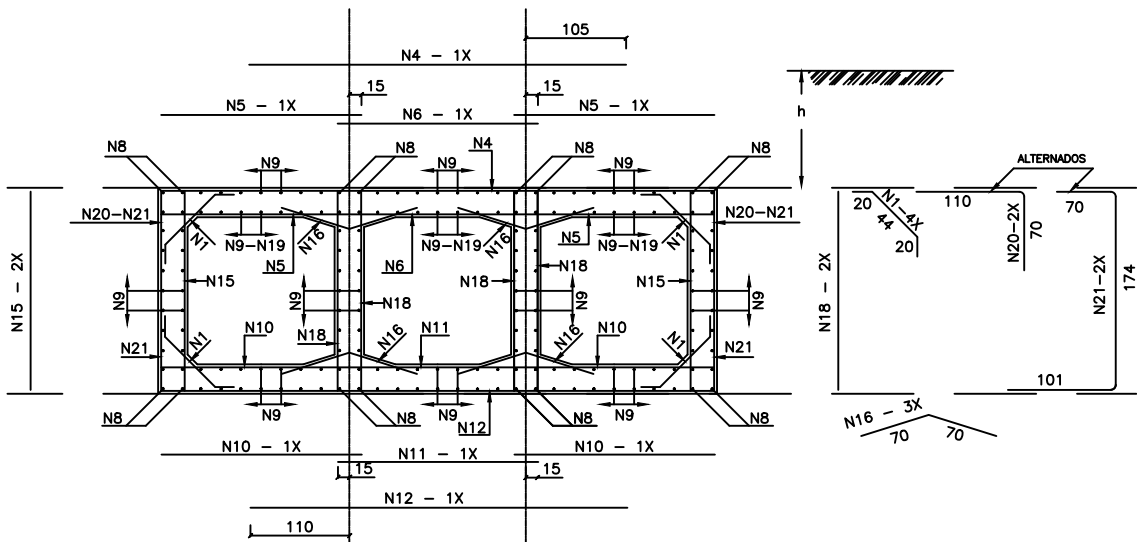 105
N4 - 1X
15
15
N5 - 1X
N6 - 1X
N5 - 1X
h
N8
N9
N8
N4
N9
N8
N9
N8
ALTERNADOS
N20-N21
N20-N21
N1
N9-N19
N16
N9-N19
N16
N9-N19
N1
N5
N6
N5
N15 - 2X
N9
N15
N9
N18
N18
N18
N9
N15
N9
N18 - 2X
20
N1-4X
44
20
110
N20-2X
70
70
N21-2X
174
101
N21
N1
N10
N18
N16
N11
N16
N10
N1
N21
N8
N9
N8
N9
N12
N8
N9
N8
N16 - 3X
70
70
N10 - 1X
N11 - 1X
N10 - 1X
15
15
N12 - 1X
110